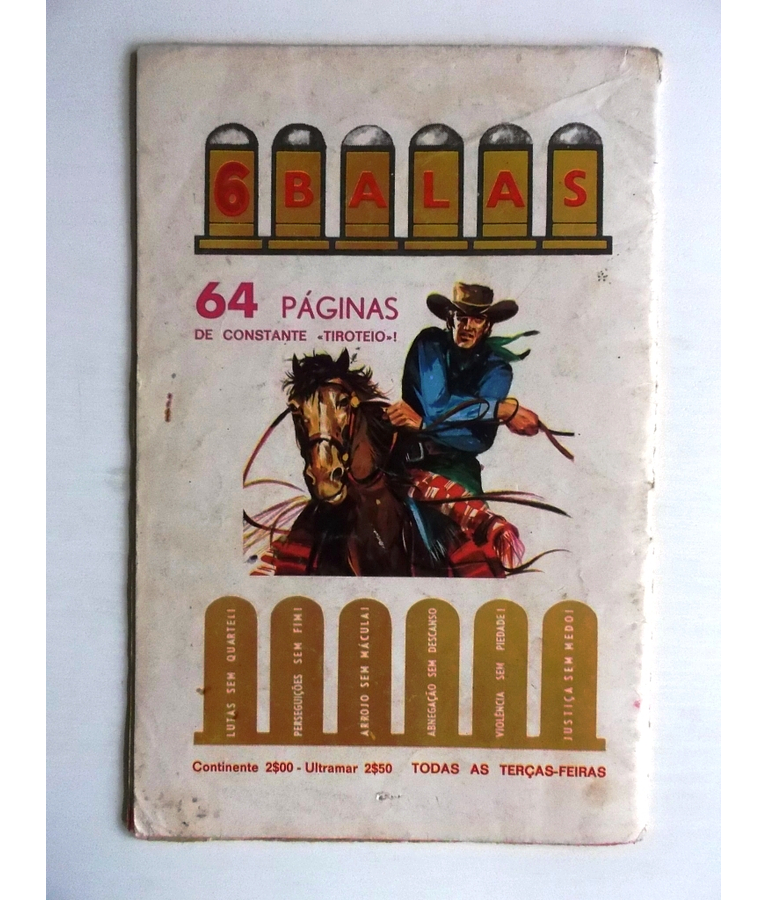 6 BALAS
64 PÁGINAS
DE CONSTANTE «TIROTEIO»!
LUTAS SEM QUARTEL!
PERSEGUIÇÕES SEM FIM!
ARROJO SEM MÁCULA!
ABNEGAÇÃO SEM DESCANSO
VIOLÊNCIA SEM PIEDADE!
JUSTIÇA SEM MEDO!
Continente 2$00 - Ultramar 2$50 TODAS AS TERÇAS-FEIRAS